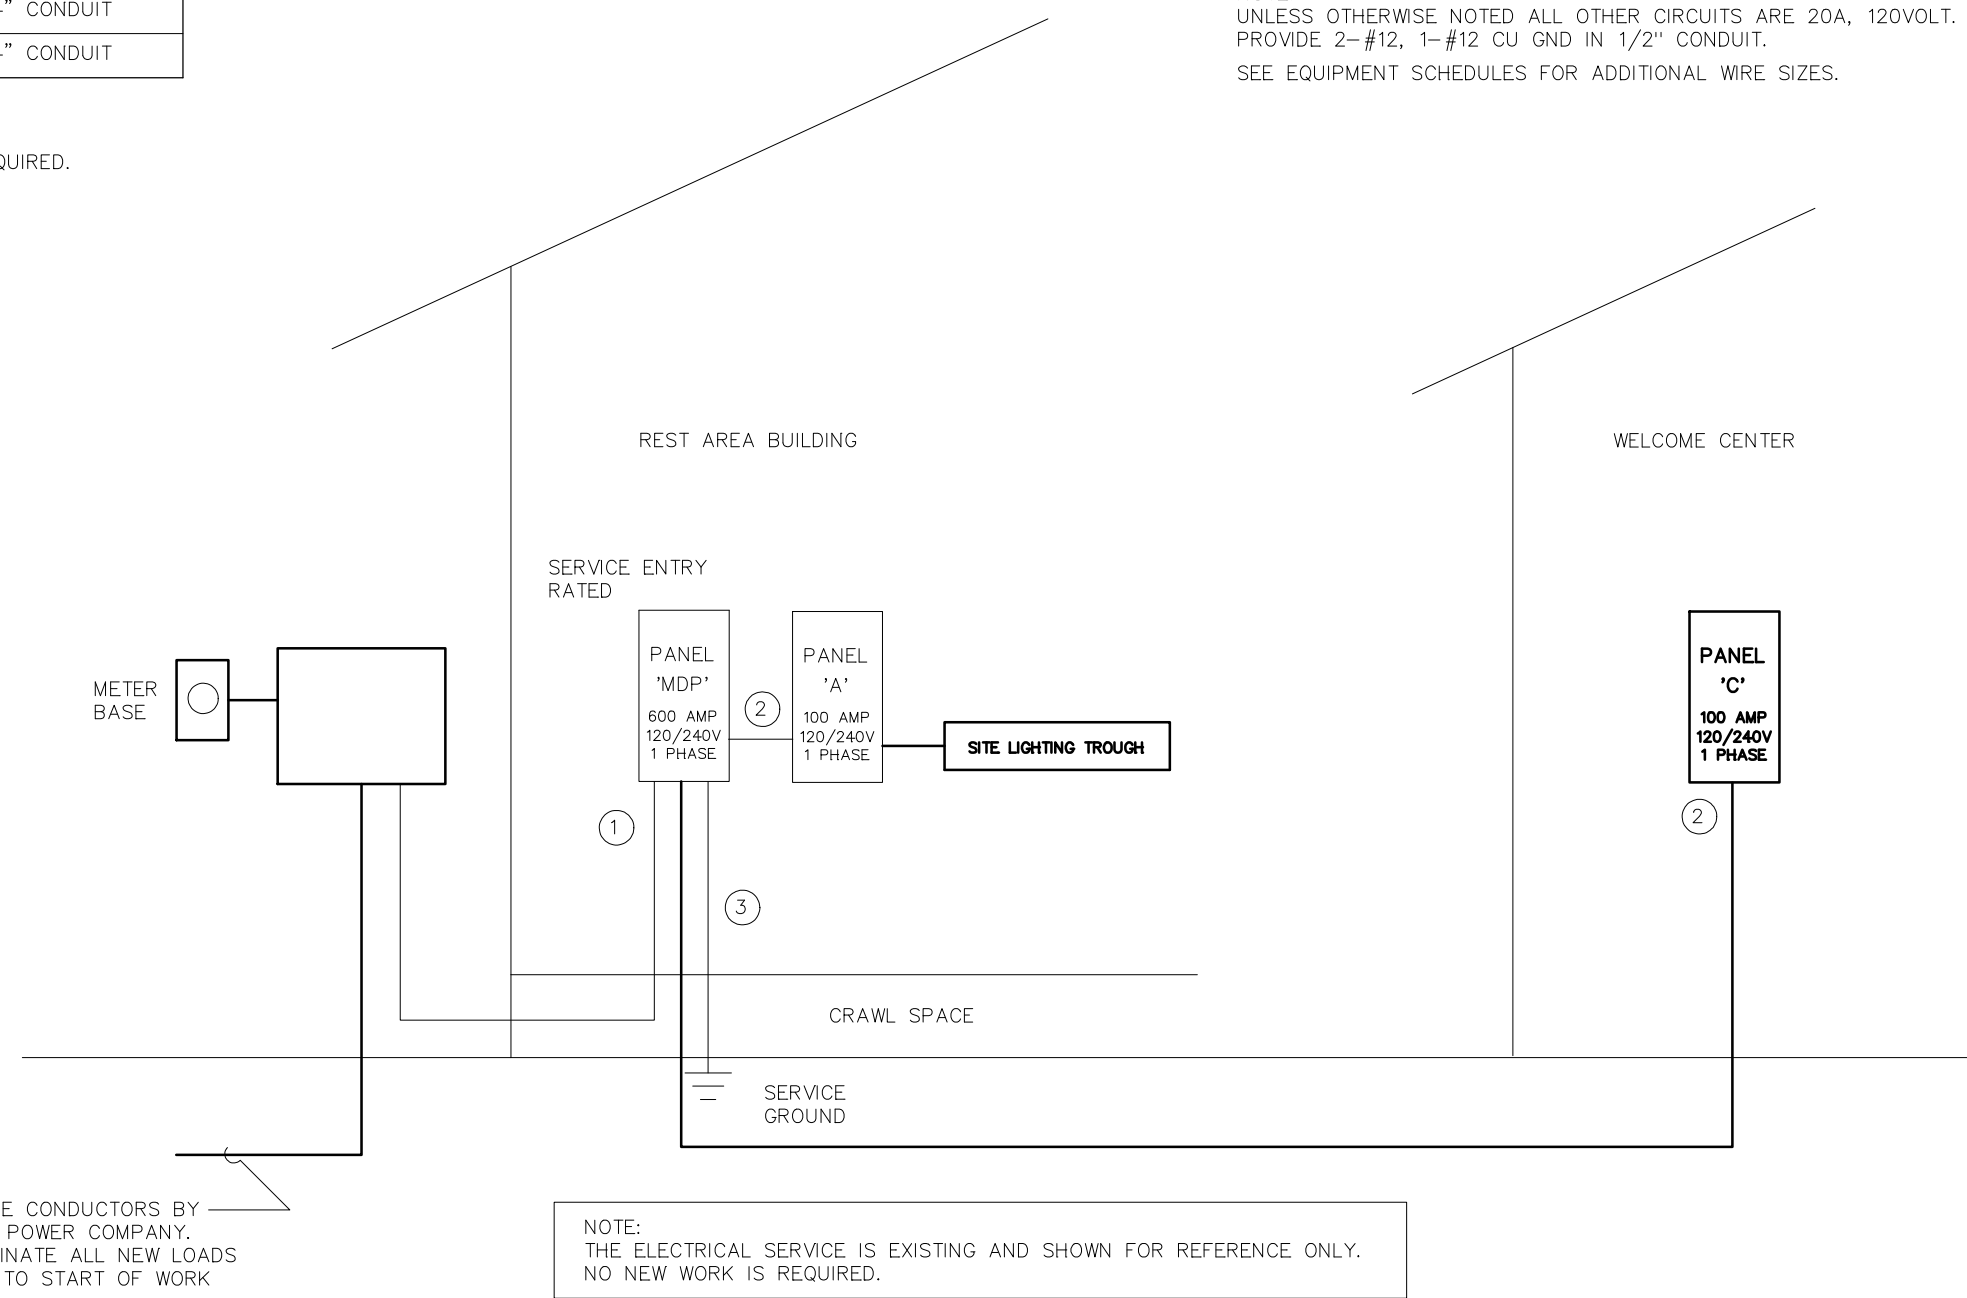 4" CONDUIT
4" CONDUIT
UNLESS OTHERWISE NOTED ALL OTHER CIRCUITS ARE 20A, 120VOLT.
PROVIDE 2-#12, 1-#12 CU GND IN 1/2" CONDUIT.
SEE EQUIPMENT SCHEDULES FOR ADDITIONAL WIRE SIZES.
QUIRED.
REST AREA BUILDING
WELCOME CENTER
SERVICE ENTRY
RATED
METER
BASE
PANEL
'MDP'
600 AMP
120/240V
1 PHASE
2
PANEL
'A'
100 AMP
120/240V
1 PHASE
SITE LIGHTING TROUGH
PANEL
'C'
100 AMP
120/240V
1 PHASE
2
1
3
CRAWL SPACE
SERVICE
GROUND
E CONDUCTORS BY
POWER COMPANY.
INATE ALL NEW LOADS
TO START OF WORK
NOTE:
THE ELECTRICAL SERVICE IS EXISTING AND SHOWN FOR REFERENCE ONLY.
NO NEW WORK IS REQUIRED.